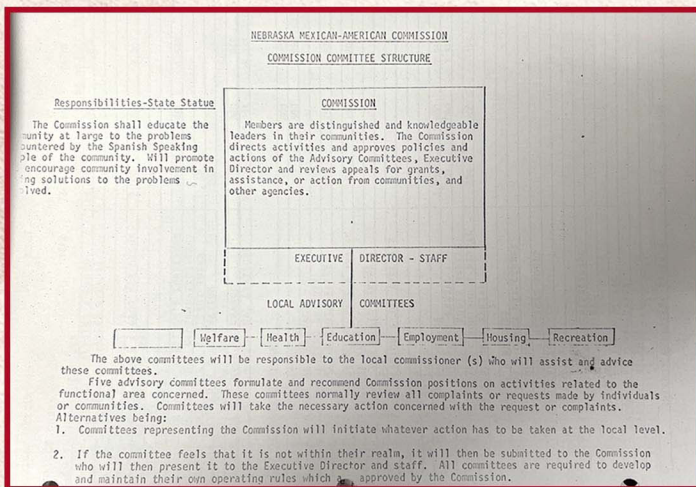 NEBRASKA MEXICAN-AMERICAN COMMISSION
COMMISSION COMMITTEE STRUCTURE
Responsibilities-State Statue
The Commission shall educate the
munity at large to the problems
ountered by the Spanish Speaking
ple of the community. Will promote
encourage community involvement in
ing solutions to the problems
lved.
COMMISSION
Members are distinguished and knowledgeable
leaders in their communities. The Commission
directs activities and approves policies and
actions of the Advisory Committees, Executive
Director and reviews appeals for grants,
assistance, or action from communities, and
other agencies.
EXECUTIVE DIRECTOR - STAFF
LOCAL ADVISORY COMMITTEES
Welfare Health Education Employment Housing Recreation
The above committees will be responsible to the local commissioner (s) who will assist and advice
these committees.
Five advisory committees formulate and recommend Commission positions on activities related to the
functional area concerned. These committees normally review all complaints or requests made by individuals
or communities. Committees will take the necessary action concerned with the request or complaints.
Alternatives being:
1. Committees representing the Commission will initiate whatever action has to be taken at the local level.
2. If the committee feels that it is not within their realm, it will then be submitted to the Commission
who will then present it to the Executive Director and staff. All committees are required to develop
and maintain their own operating rules which approved by the Commission.